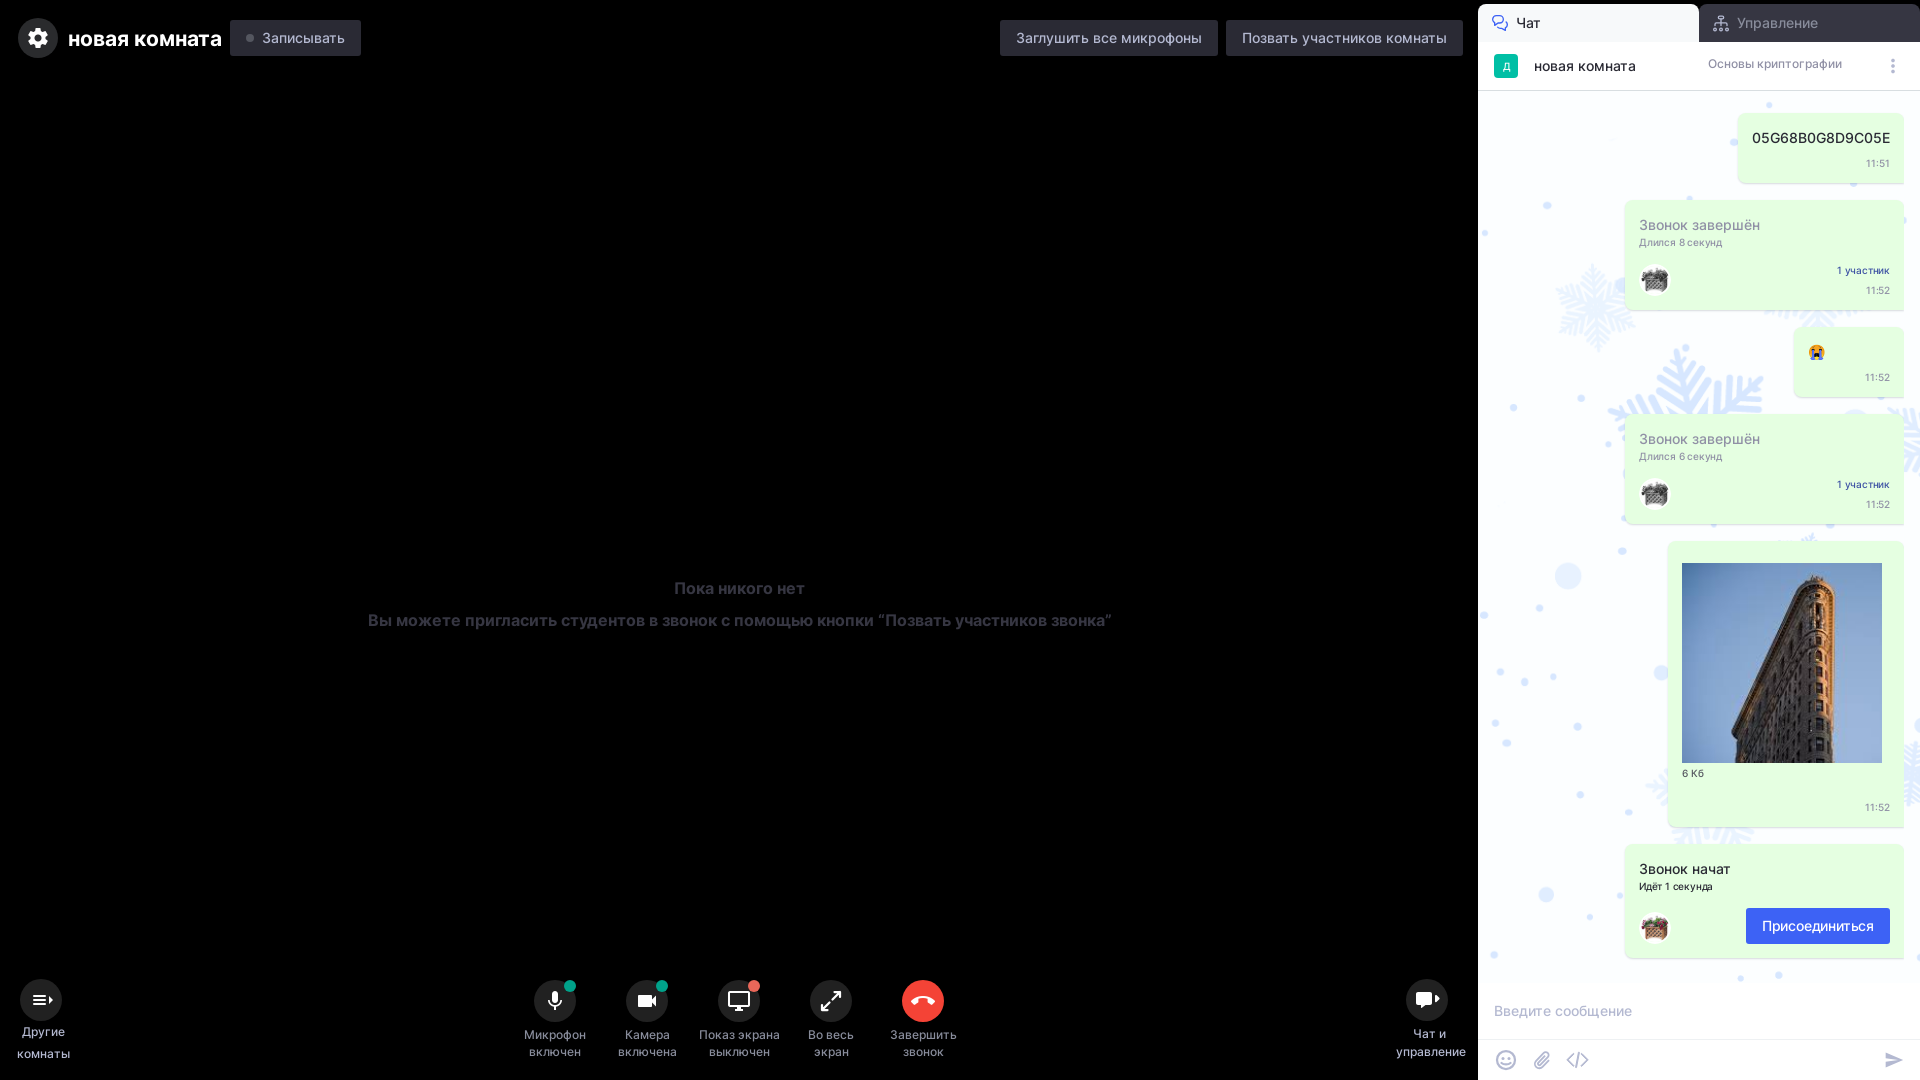 новая комната
Записывать
Заглушить все микрофоны
Позвать участников комнаты
Пока никого нет
Вы можете пригласить студентов в звонок с помощью кнопки “Позвать участников звонка”
Другие
комнаты
Микрофон
включен
Камера
включена
Показ экрана
выключен
Во весь
экран
Завершить
звонок
Чат и
управление
Чат
Управление
Д
новая комната
Основы криптографии
05G68B0G8D9C05E
11:51
Звонок завершён
Длился 8 секунд
1 участник
11:52
11:52
Звонок завершён
Длился 6 секунд
1 участник
11:52
6 Кб
11:52
Звонок начат
Идёт 1 секунда
Присоединиться
Введите сообщение